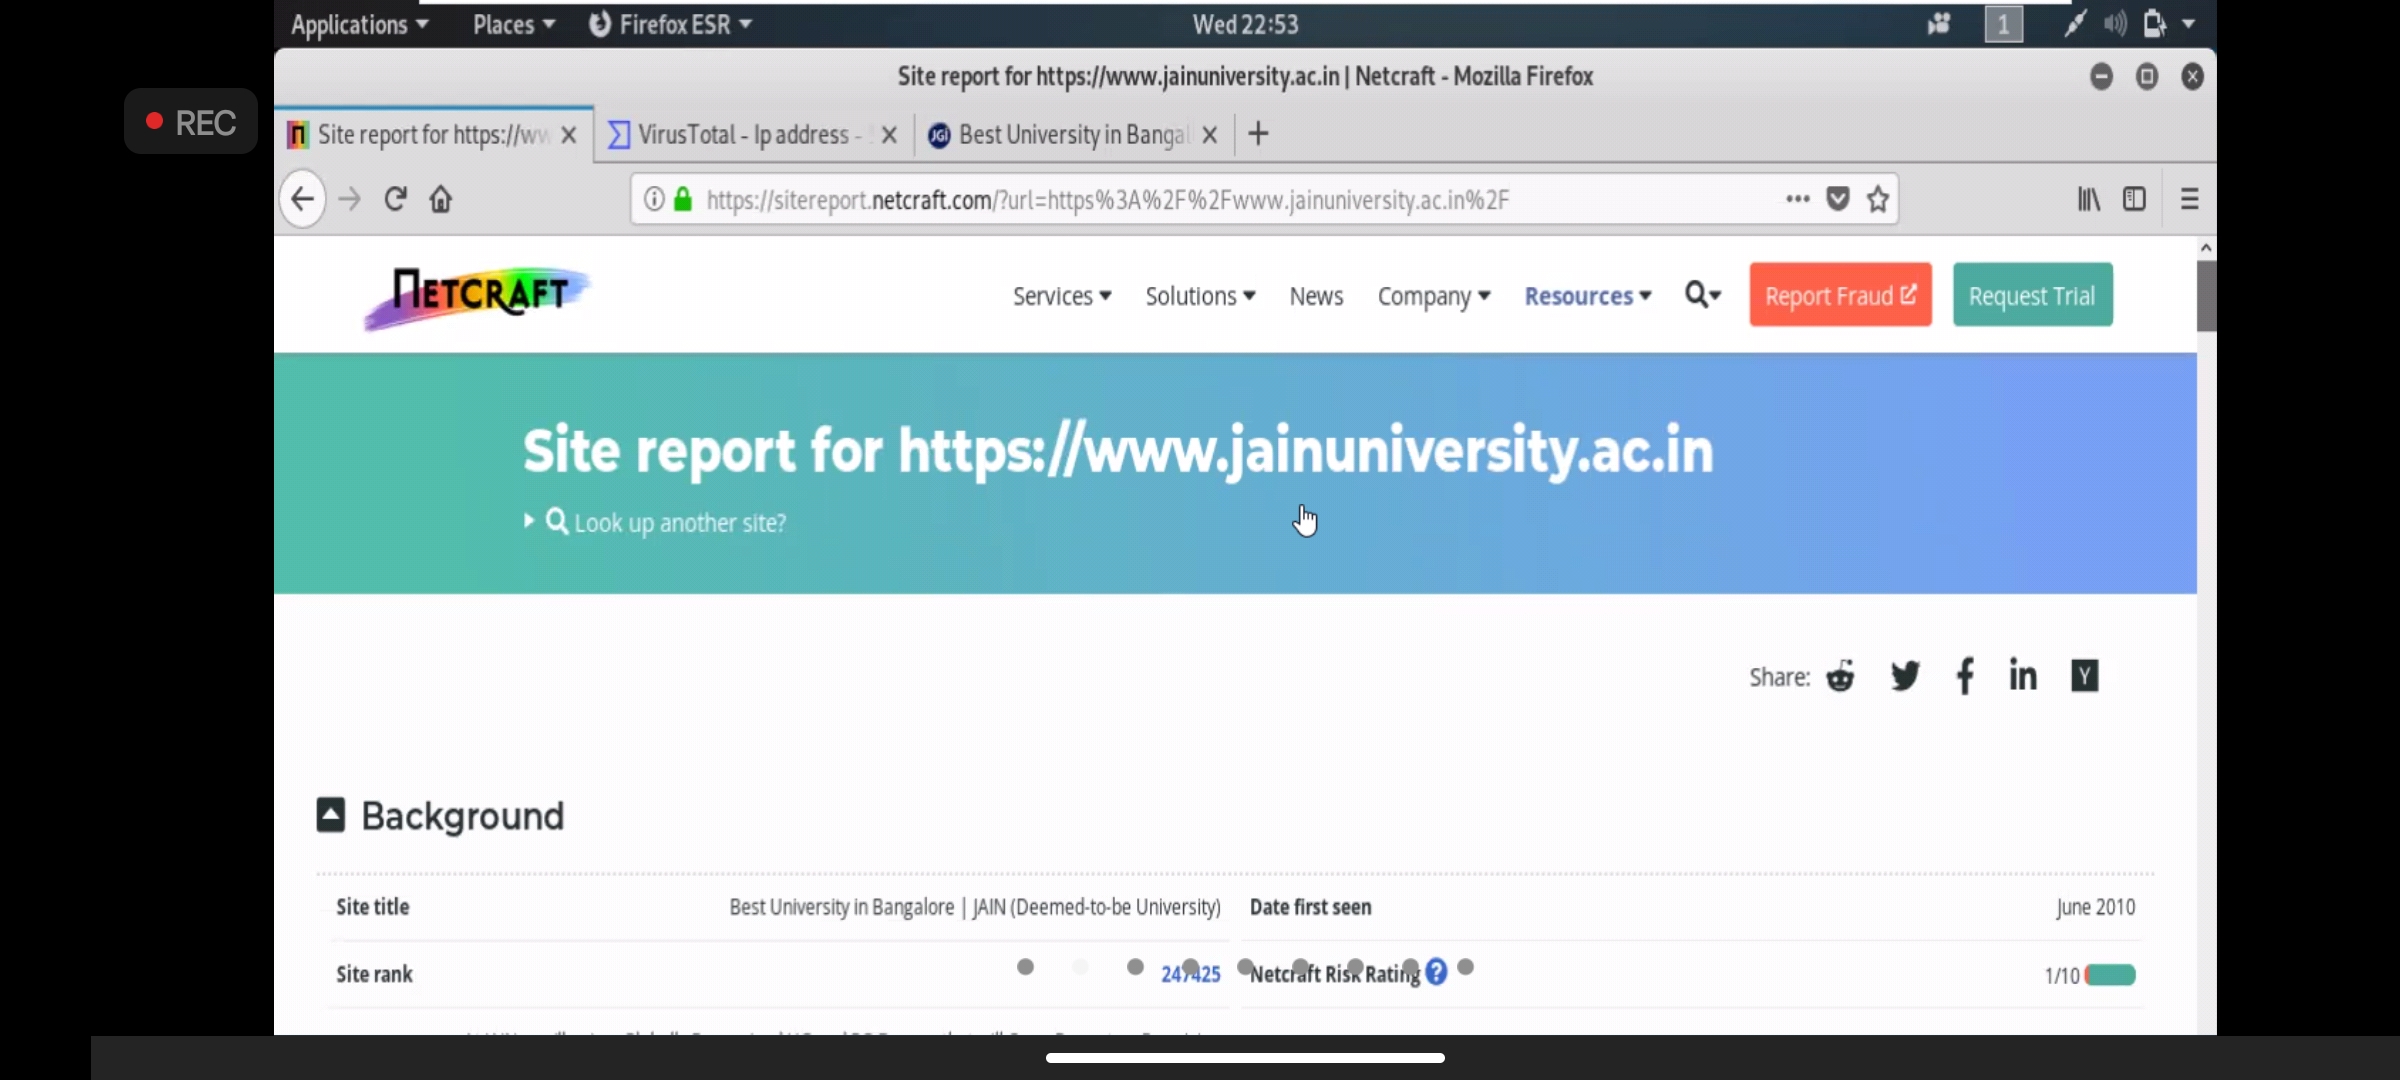 Applications Places Firefox ESR Wed 22:53 1
Site report for https://www.jainuniversity.ac.in | Netcraft - Mozilla Firefox
REC
Site report for https://ww VirusTotal - Ip address - Best University in Bangal
https://sitereport.netcraft.com/?url=https%3A%2F%2Fwww.jainuniversity.ac.in%2F
NETCRAFT Services Solutions News Company Resources Report Fraud Request Trial
Site report for https://www.jainuniversity.ac.in
Look up another site?
Share:
Background
Site title Best University in Bangalore | JAIN (Deemed-to-be University) Date first seen June 2010
Site rank 247425 Netcraft Risk Rating ? 1/10